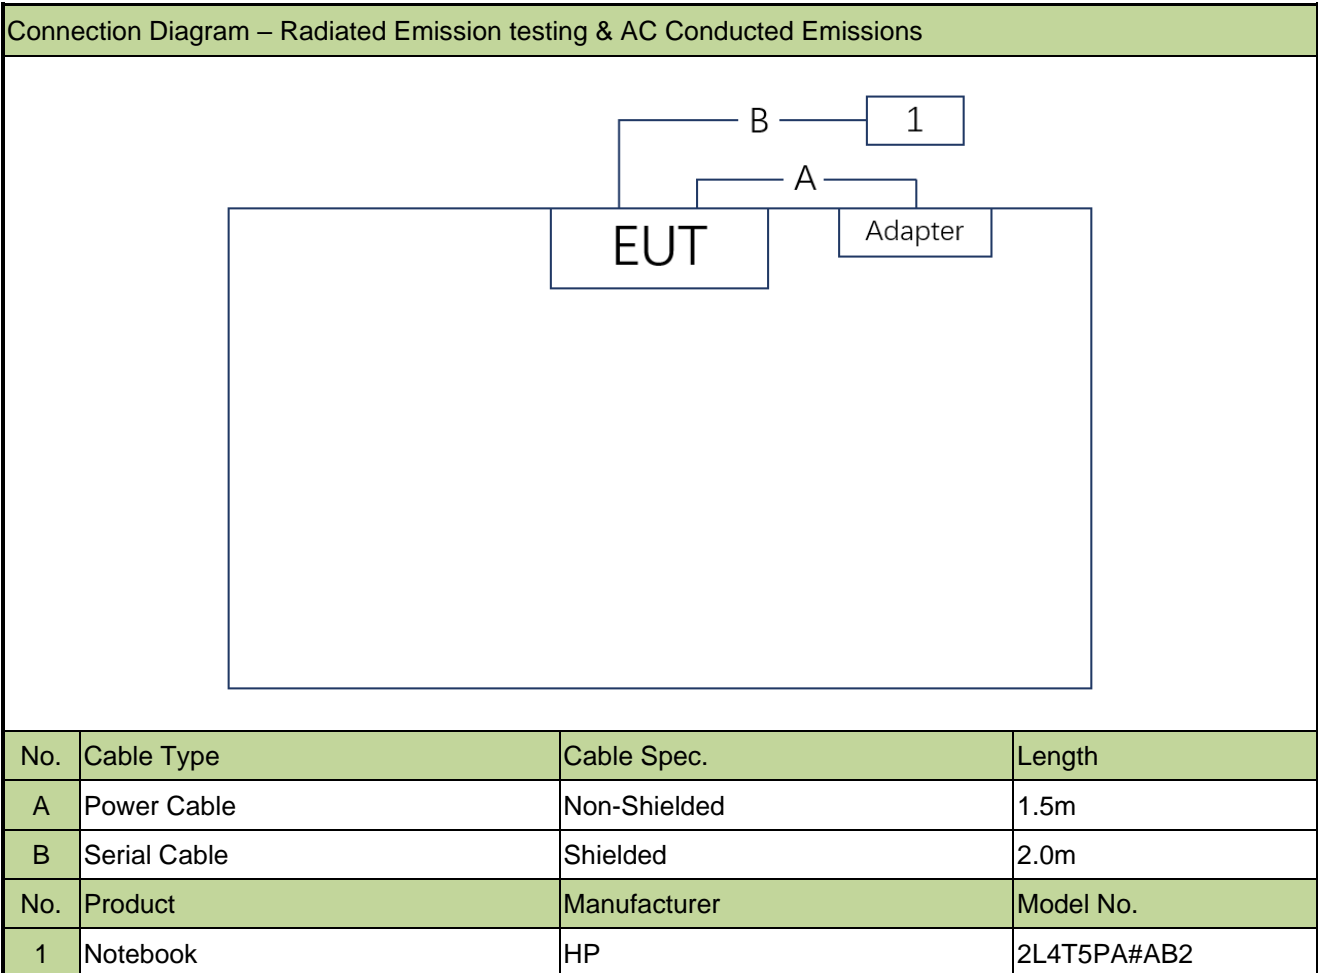 Connection Diagram – Radiated Emission testing & AC Conducted Emissions
B
1
A
EUT
Adapter
No. Cable Type Cable Spec. Length
A Power Cable Non-Shielded 1.5m
B Serial Cable Shielded 2.0m
No. Product Manufacturer Model No.
1 Notebook HP 2L4T5PA#AB2